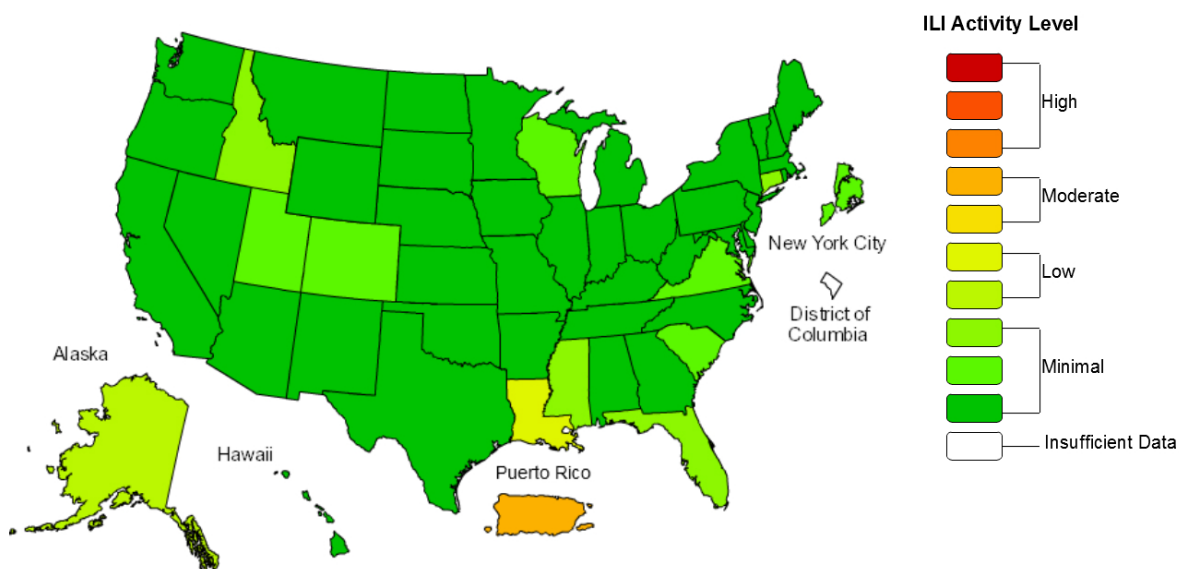 ILI Activity Level
High
Moderate
Low
Minimal
Insufficient Data
New York City
District of
Columbia
Alaska
Hawaii
Puerto Rico